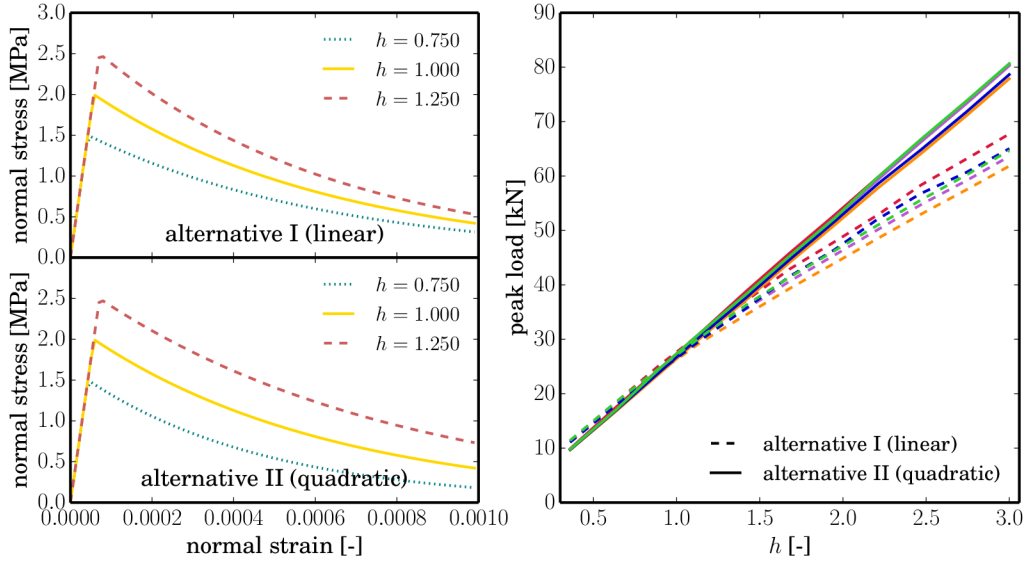 3.0
2.5
2.0
1.5
1.0
0.5
0.0
normal stress [MPa]
h = 0.750
h = 1.000
h = 1.250
alternative I (linear)
2.5
2.0
1.5
1.0
0.5
0.0
normal stress [MPa]
h = 0.750
h = 1.000
h = 1.250
alternative II (quadratic)
0.0000 0.0002 0.0004 0.0006 0.0008 0.0010
normal strain [-]
90
80
70
60
50
40
30
20
10
0
peak load [kN]
alternative I (linear)
alternative II (quadratic)
0.5 1.0 1.5 2.0 2.5 3.0
h [-]